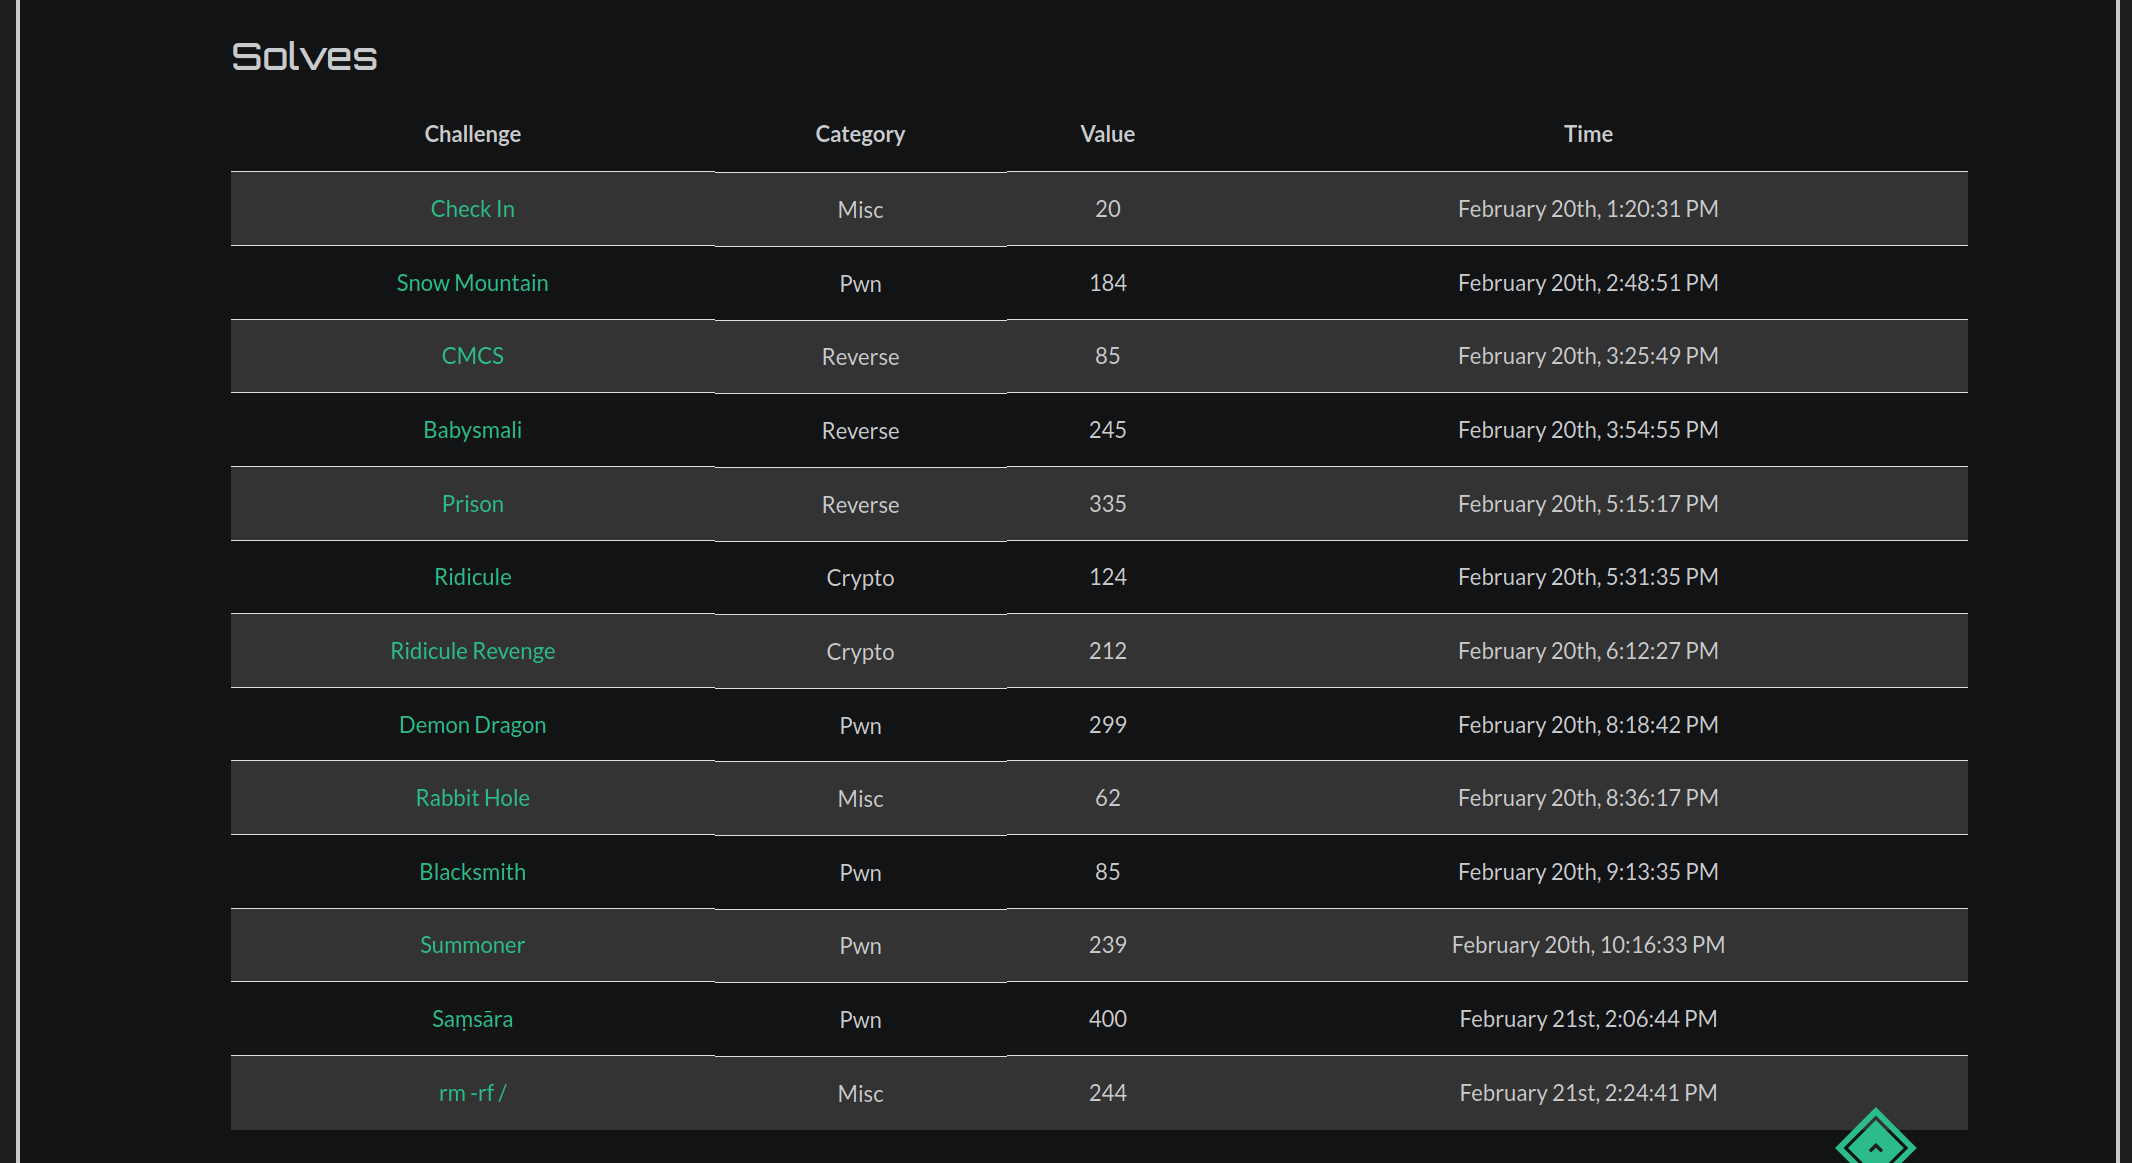 Solves
Challenge Category Value Time
Check In Misc 20 February 20th, 1:20:31 PM
Snow Mountain Pwn 184 February 20th, 2:48:51 PM
CMCS Reverse 85 February 20th, 3:25:49 PM
Babysmali Reverse 245 February 20th, 3:54:55 PM
Prison Reverse 335 February 20th, 5:15:17 PM
Ridicule Crypto 124 February 20th, 5:31:35 PM
Ridicule Revenge Crypto 212 February 20th, 6:12:27 PM
Demon Dragon Pwn 299 February 20th, 8:18:42 PM
Rabbit Hole Misc 62 February 20th, 8:36:17 PM
Blacksmith Pwn 85 February 20th, 9:13:35 PM
Summoner Pwn 239 February 20th, 10:16:33 PM
Saṃsāra Pwn 400 February 21st, 2:06:44 PM
rm -rf / Misc 244 February 21st, 2:24:41 PM